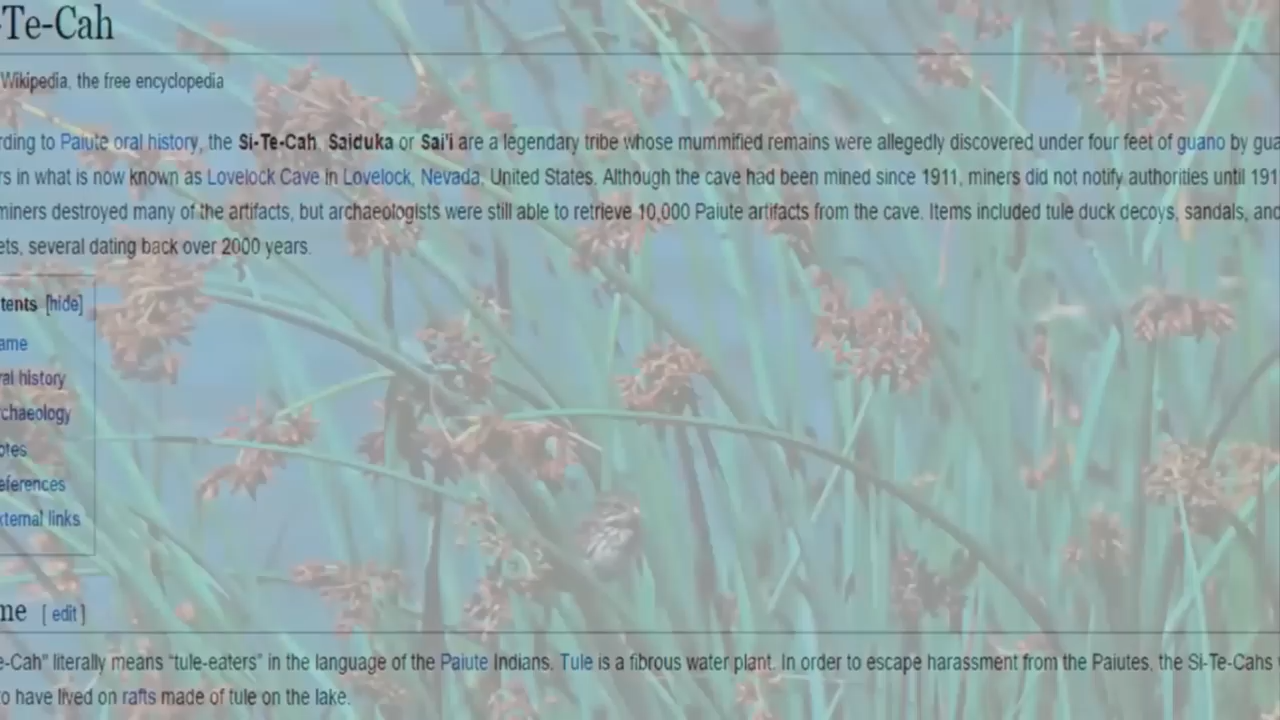 -Te-Cah
Wikipedia, the free encyclopedia
rding to Paiute oral history, the Si-Te-Cah, Saiduka or Sai'i are a legendary tribe whose mummified remains were allegedly discovered under four feet of guano by gua
rs in what is now known as Lovelock Cave in Lovelock, Nevada, United States. Although the cave had been mined since 1911, miners did not notify authorities until 191
miners destroyed many of the artifacts, but archaeologists were still able to retrieve 10,000 Paiute artifacts from the cave. Items included tule duck decoys, sandals, and
ets, several dating back over 2000 years.
tents [hide]
ame
ral history
chaeology
otes
eferences
xternal links
me [ edit ]
e-Cah" literally means "tule-eaters" in the language of the Paiute Indians. Tule is a fibrous water plant. In order to escape harassment from the Paiutes, the Si-Te-Cahs
o have lived on rafts made of tule on the lake.